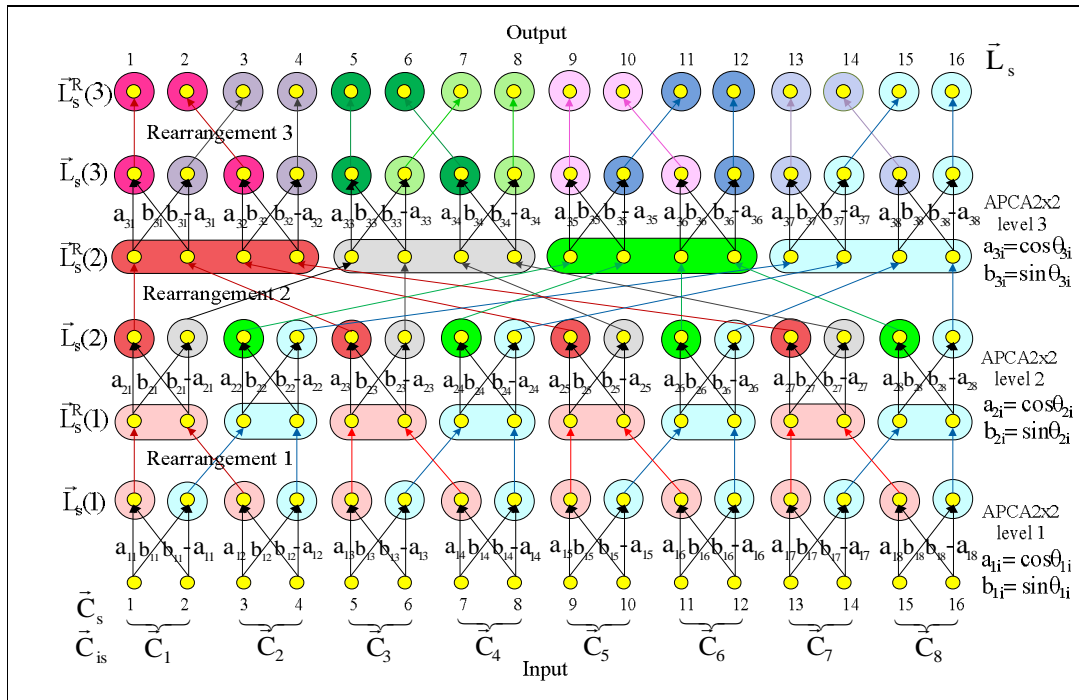 Output
1 2 3 4 5 6 7 8 9 10 11 12 13 14 15 16
L⃗s
L⃗sᴿ(3)
Rearrangement 3
L⃗s(3)
a31 b31 b31 -a31 a32 b32 b32 -a32 a33 b33 b33 -a33 a34 b34 b34 -a34 a35 b35 b35 -a35 a36 b36 b36 -a36 a37 b37 b37 -a37 a38 b38 b38 -a38
APCA2x2
level 3
a3i=cosθ3i
b3i=sinθ3i
L⃗sᴿ(2)
Rearrangement 2
L⃗s(2)
a21 b21 b21 -a21 a22 b22 b22 -a22 a23 b23 b23 -a23 a24 b24 b24 -a24 a25 b25 b25 -a25 a26 b26 b26 -a26 a27 b27 b27 -a27 a28 b28 b28 -a28
APCA2x2
level 2
a2i=cosθ2i
b2i=sinθ2i
L⃗sᴿ(1)
Rearrangement 1
L⃗s(1)
a11 b11 b11 -a11 a12 b12 b12 -a12 a13 b13 b13 -a13 a14 b14 b14 -a14 a15 b15 b15 -a15 a16 b16 b16 -a16 a17 b17 b17 -a17 a18 b18 b18 -a18
APCA2x2
level 1
a1i=cosθ1i
b1i=sinθ1i
C⃗s 1 2 3 4 5 6 7 8 9 10 11 12 13 14 15 16
C⃗is C⃗1 C⃗2 C⃗3 C⃗4 C⃗5 C⃗6 C⃗7 C⃗8
Input